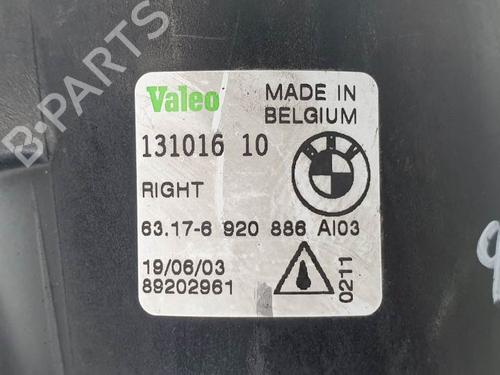 B-PARTS
Valeo
MADE IN
BELGIUM
131016 10
RIGHT
63.17-6 920 886 AI03
19/06/03
89202961
0211